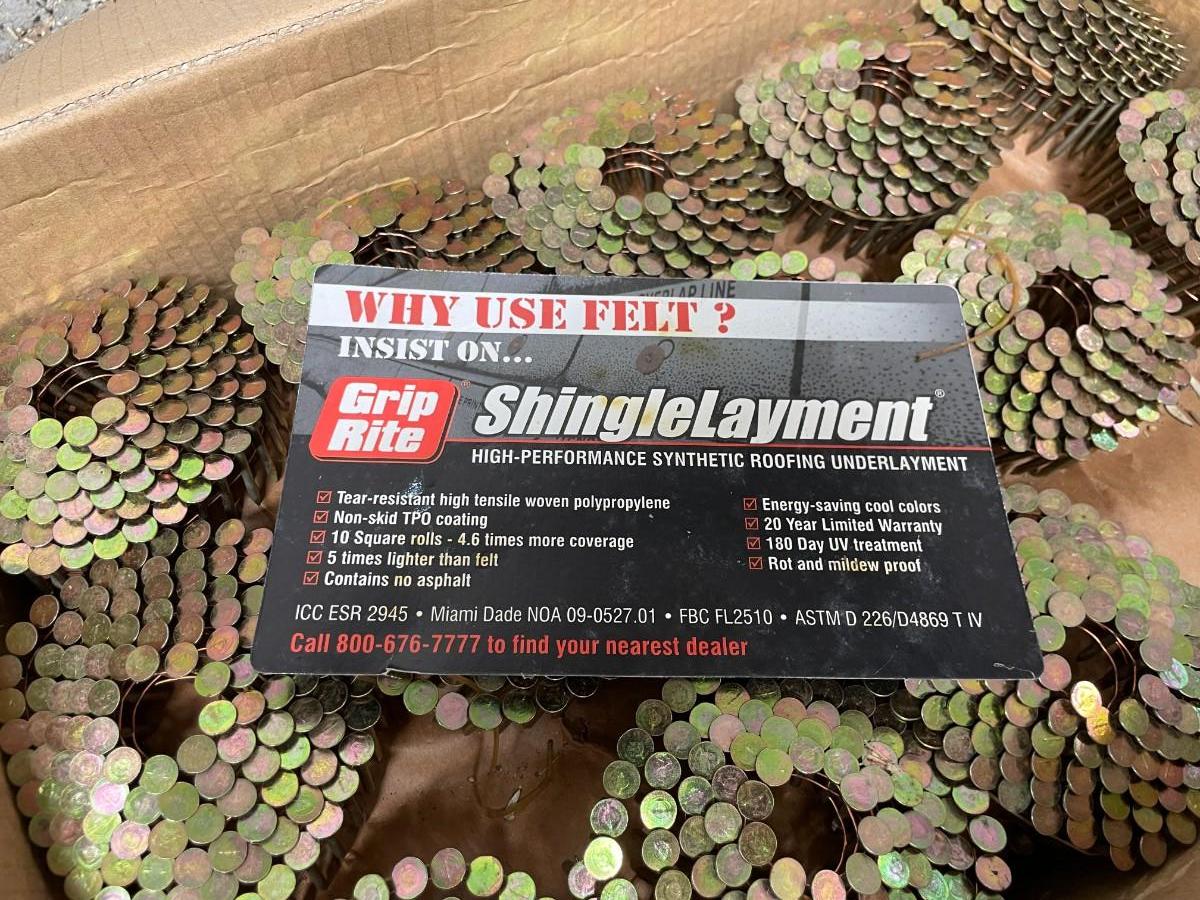 OVERLAP LINE
WHY USE FELT ?
INSIST ON...
Grip
Rite®
ShingleLayment®
HIGH-PERFORMANCE SYNTHETIC ROOFING UNDERLAYMENT
Tear-resistant high tensile woven polypropylene
Non-skid TPO coating
10 Square rolls - 4.6 times more coverage
5 times lighter than felt
Contains no asphalt
Energy-saving cool colors
20 Year Limited Warranty
180 Day UV treatment
Rot and mildew proof
ICC ESR 2945 • Miami Dade NOA 09-0527.01 • FBC FL2510 • ASTM D 226/D4869 T IV
Call 800-676-7777 to find your nearest dealer